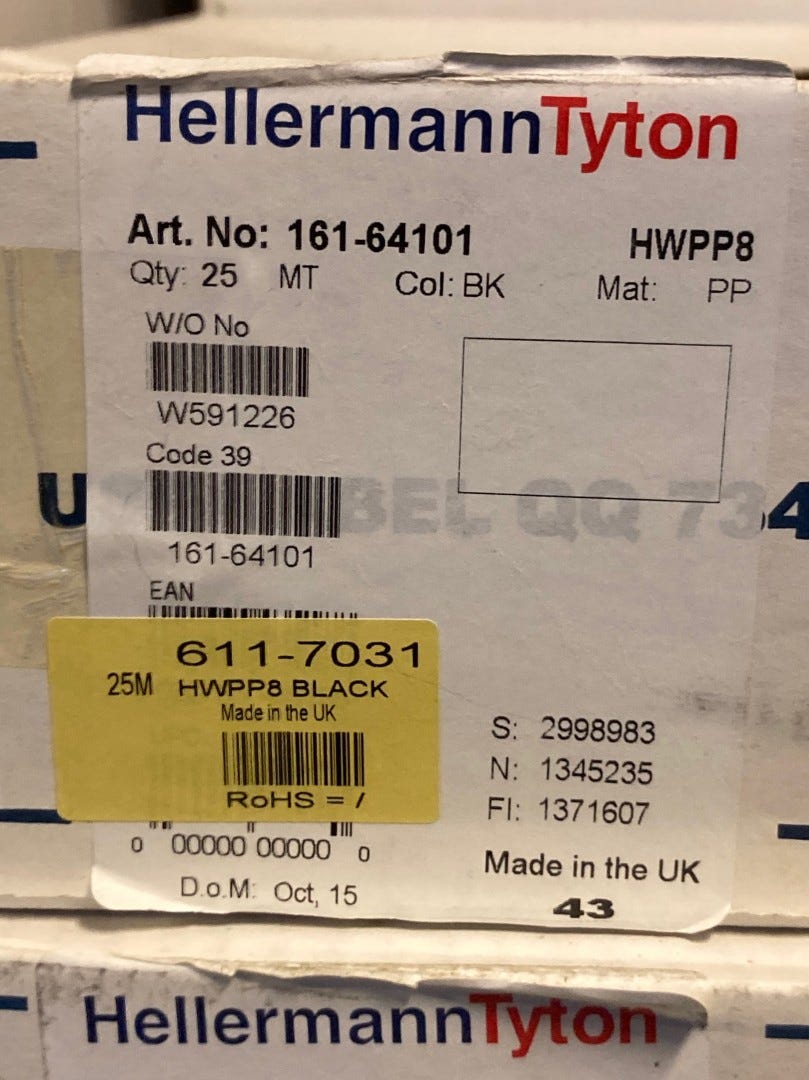 HellermannTyton
Art. No: 161-64101 HWPP8
Qty: 25 MT Col: BK Mat: PP
W/O No
W591226
Code 39
161-64101
EAN
611-7031
25M HWPP8 BLACK
Made in the UK
RoHS = /
S: 2998983
N: 1345235
FI: 1371607
0 00000 00000 0
Made in the UK
D.o.M: Oct, 15
43
HellermannTyton